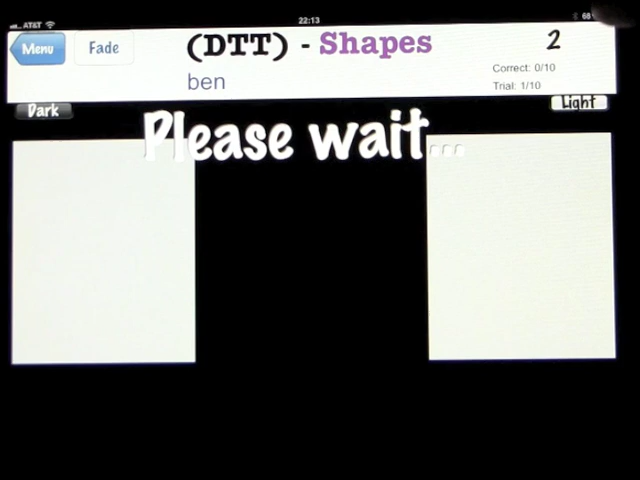 AT&T 22:13 68
Menu Fade (DTT) - Shapes 2
ben Correct: 0/10
Trial: 1/10
Dark Light
Please wait...